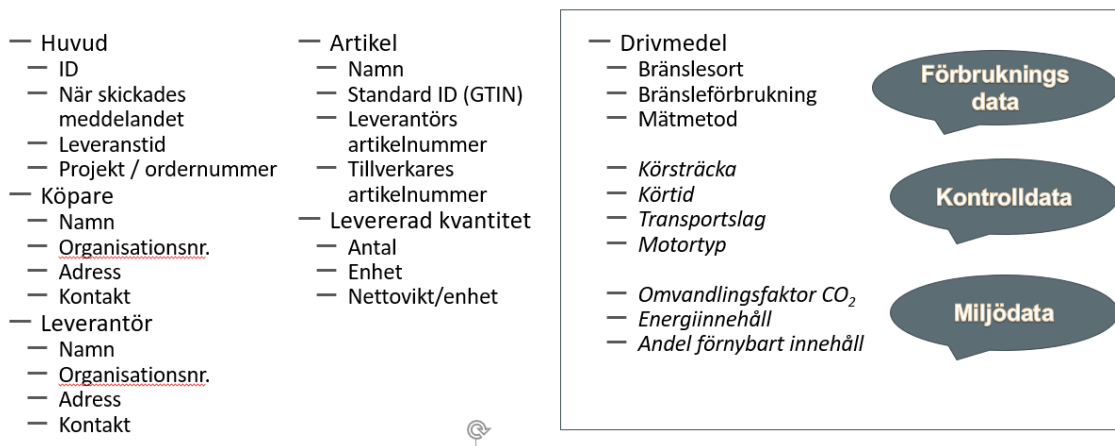 — Huvud
— ID
— När skickades
meddelandet
— Leveranstid
— Projekt / ordernummer
— Köpare
— Namn
— Organisationsnr.
— Adress
— Kontakt
— Leverantör
— Namn
— Organisationsnr.
— Adress
— Kontakt
— Artikel
— Namn
— Standard ID (GTIN)
— Leverantörs
artikelnummer
— Tillverkares
artikelnummer
— Levererad kvantitet
— Antal
— Enhet
— Nettovikt/enhet
— Drivmedel
— Bränslesort
— Bränsleförbrukning
— Mätmetod
— Körsträcka
— Körtid
— Transportslag
— Motortyp
— Omvandlingsfaktor CO₂
— Energiinnehåll
— Andel förnybart innehåll
Förbruknings
data
Kontrolldata
Miljödata